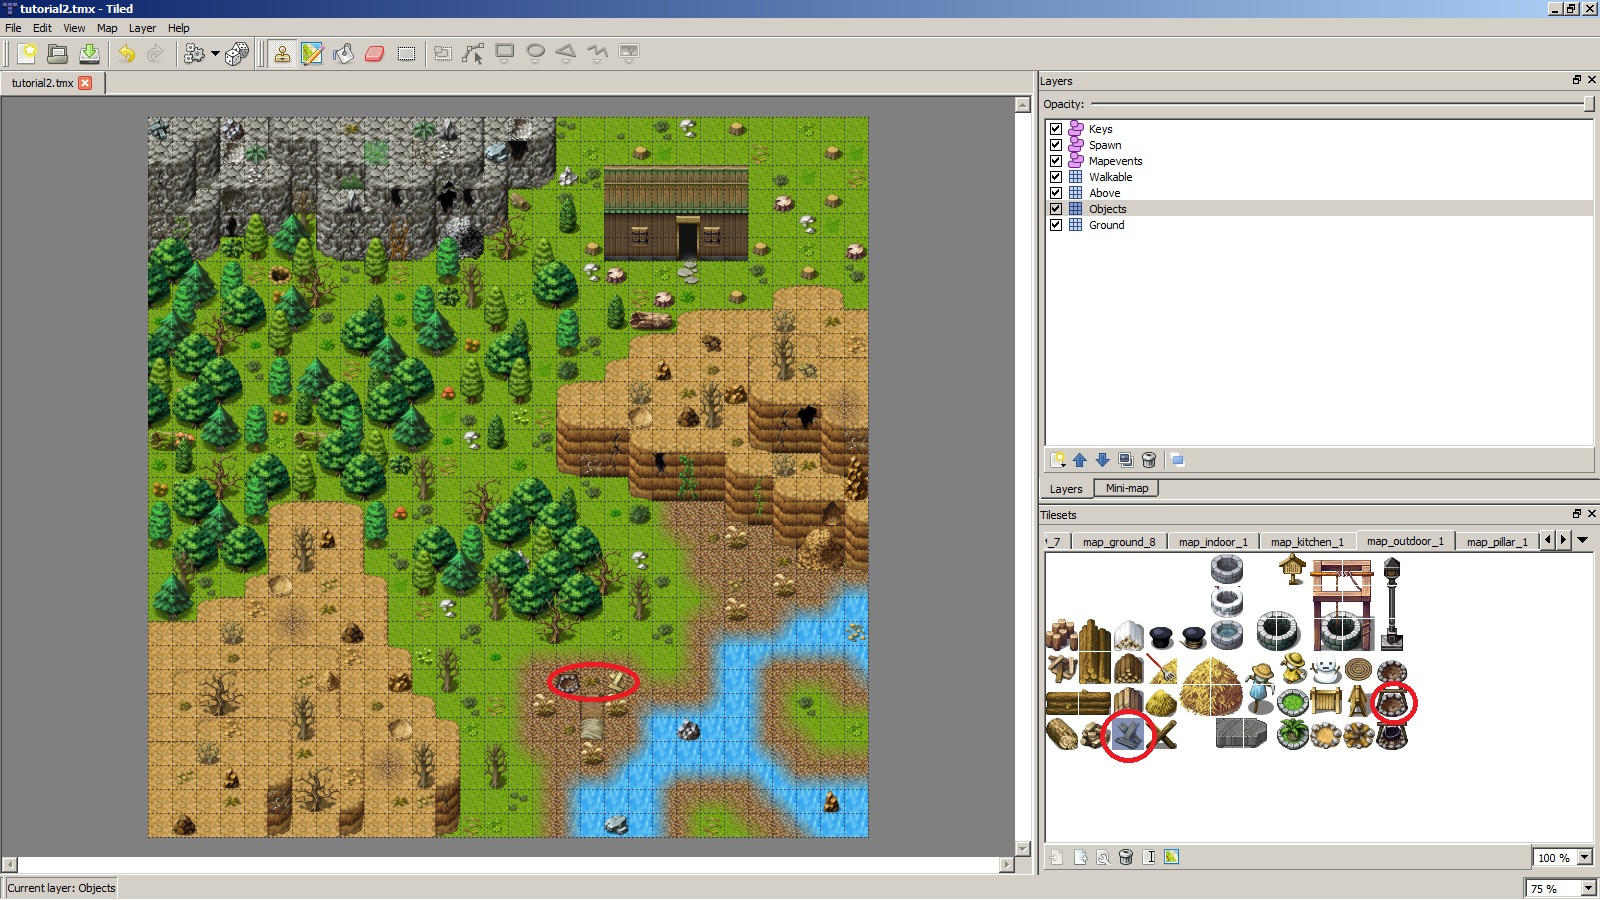 tutorial2.tmx - Tiled
File Edit View Map Layer Help
tutorial2.tmx
Layers
Opacity:
Keys
Spawn
Mapevents
Walkable
Above
Objects
Ground
Layers Mini-map
Tilesets
_7 map_ground_8 map_indoor_1 map_kitchen_1 map_outdoor_1 map_pillar_1
100 %
Current layer: Objects
75 %